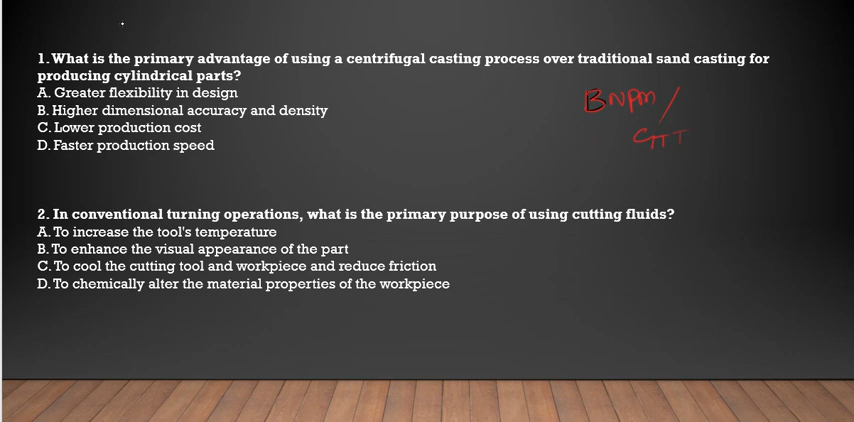 1. What is the primary advantage of using a centrifugal casting process over traditional sand casting for
producing cylindrical parts?
A. Greater flexibility in design
B. Higher dimensional accuracy and density
C. Lower production cost
D. Faster production speed
BNPM /
2. In conventional turning operations, what is the primary purpose of using cutting fluids?
A. To increase the tool's temperature
B. To enhance the visual appearance of the part
C. To cool the cutting tool and workpiece and reduce friction
D. To chemically alter the material properties of the workpiece